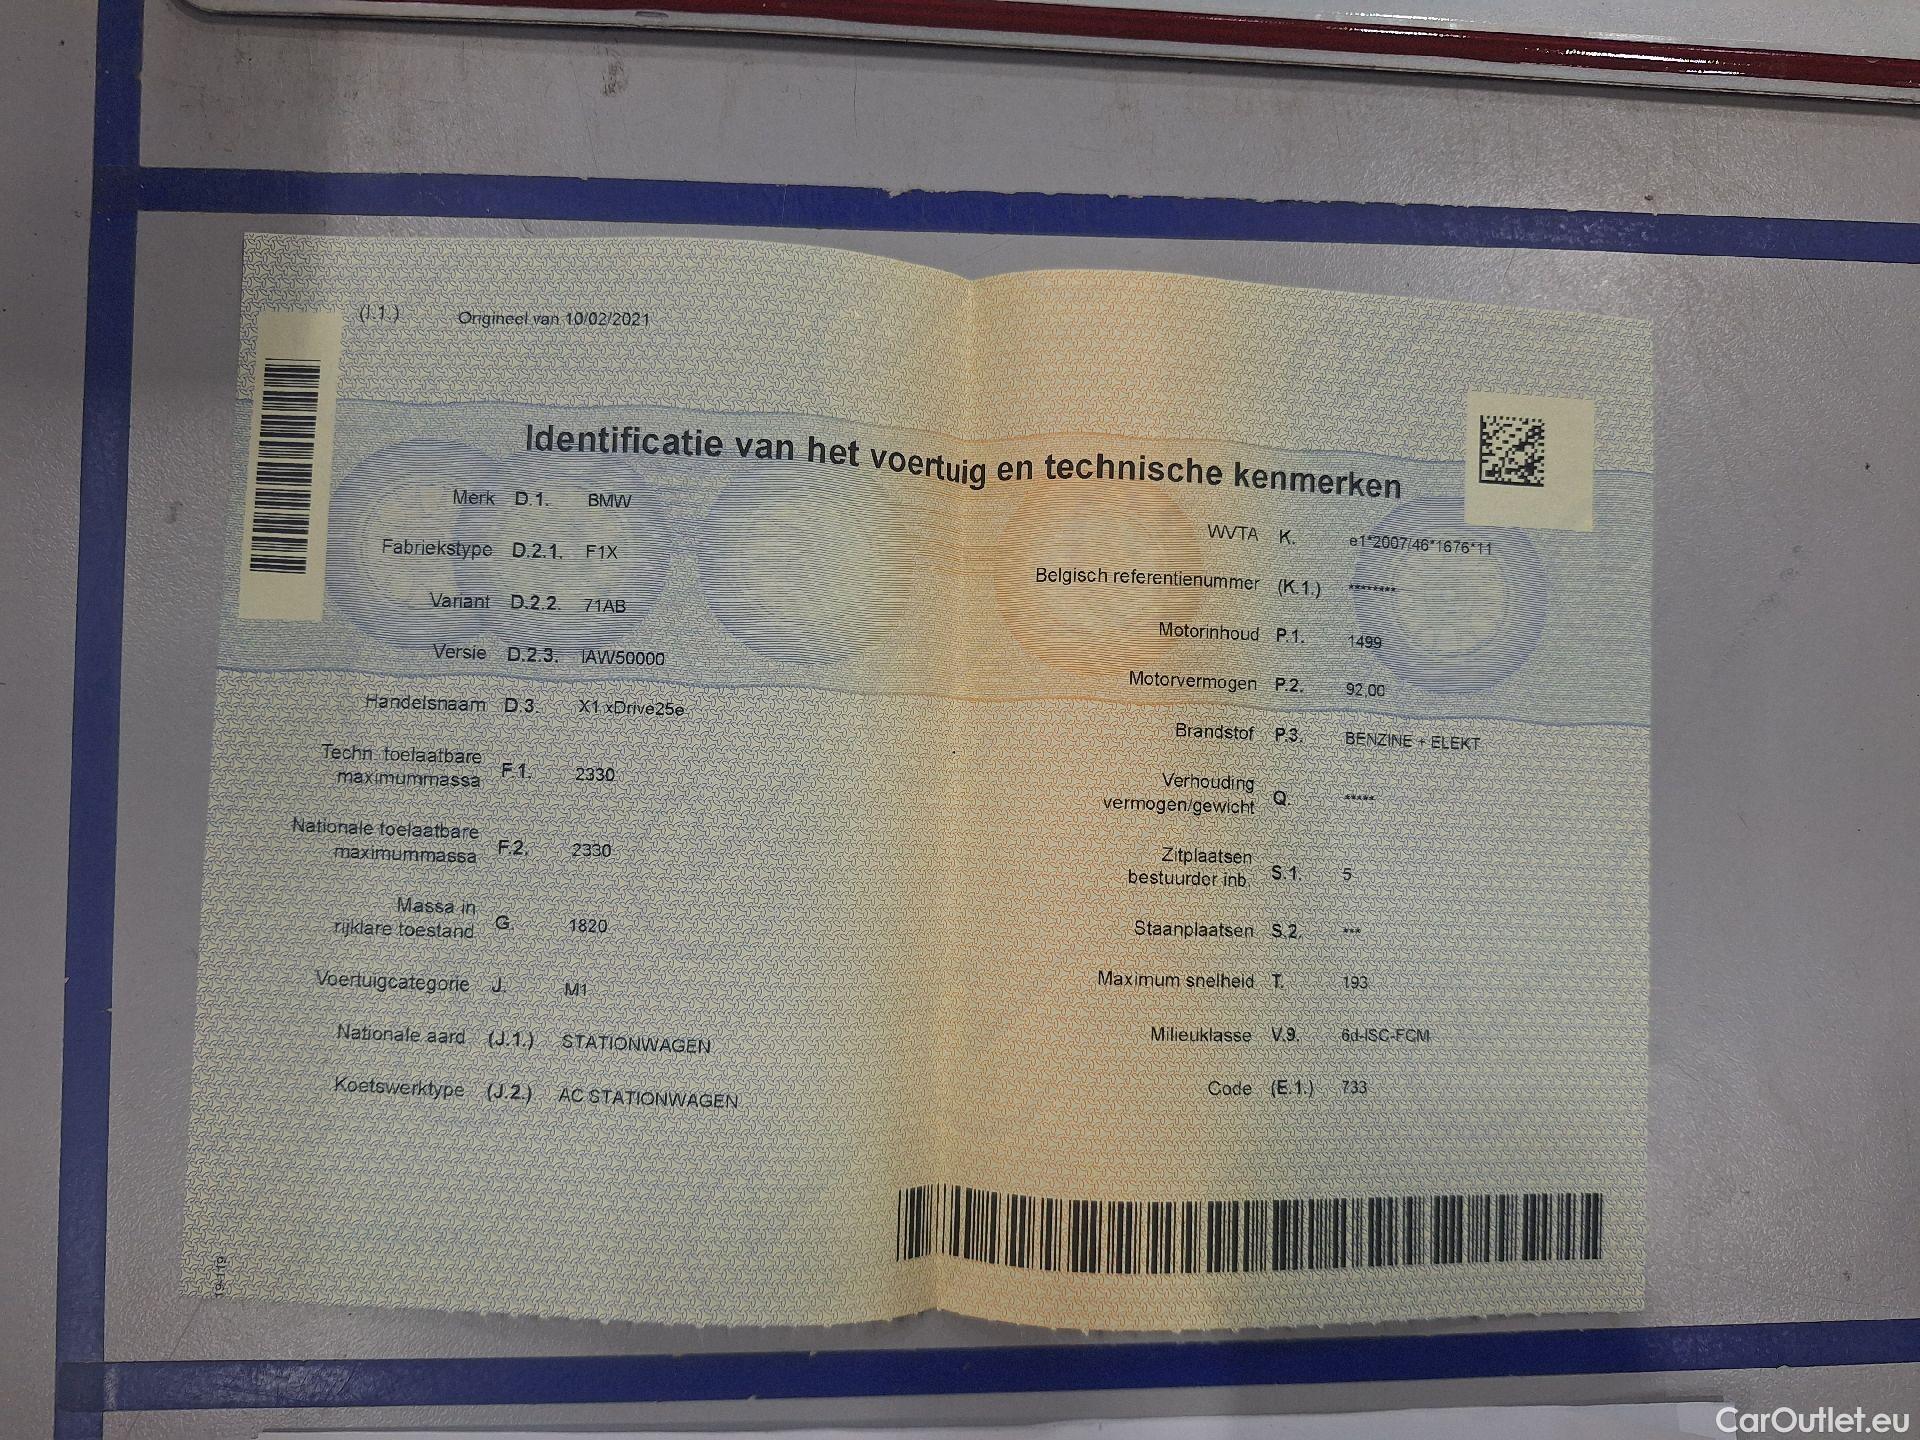 (I.1.) Origineel van 10/02/2021
Identificatie van het voertuig en technische kenmerken
Merk D.1. BMW
Fabriekstype D.2.1. F1X
Variant D.2.2. 71AB
Versie D.2.3. IAW50000
Handelsnaam D.3. X1 xDrive25e
Techn. toelaatbare
maximummassa F.1. 2330
Nationale toelaatbare
maximummassa F.2. 2330
Massa in
rijklare toestand G. 1820
Voertuigcategorie J. M1
Nationale aard (J.1.) STATIONWAGEN
Koetswerktype (J.2.) AC STATIONWAGEN
WVTA K. e1*2007/46*1676*11
Belgisch referentienummer (K.1.) ********
Motorinhoud P.1. 1499
Motorvermogen P.2. 92,00
Brandstof P.3. BENZINE + ELEKT
Verhouding
vermogen/gewicht Q. *****
Zitplaatsen
bestuurder inb. S.1. 5
Staanplaatsen S.2. ***
Maximum snelheid T. 193
Milieuklasse V.9. 6d-ISC-FCM
Code (E.1.) 733
19-119
CarOutlet.eu